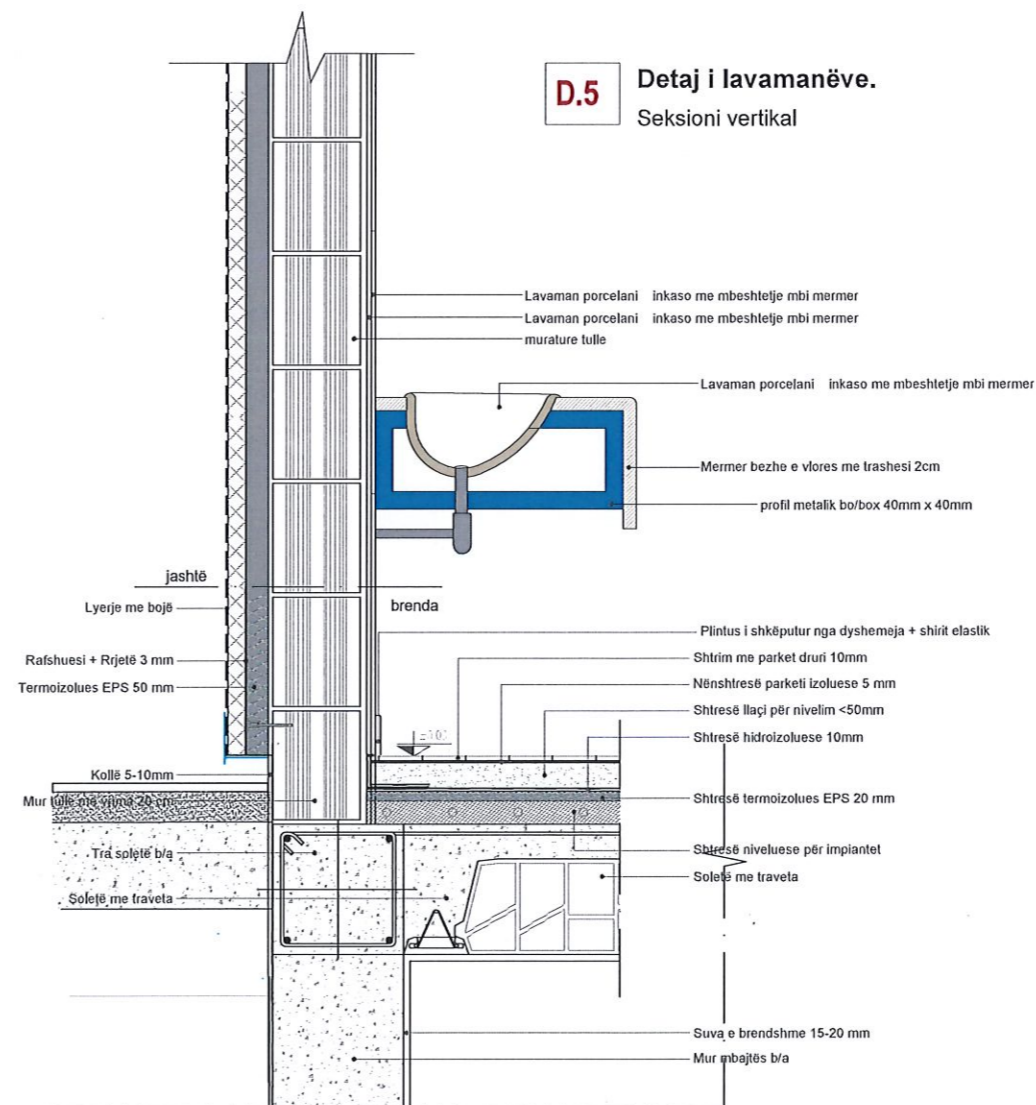 D.5
Detaj i lavamanëve.
Seksioni vertikal
Lavaman porcelani inkaso me mbeshtetje mbi mermer
Lavaman porcelani inkaso me mbeshtetje mbi mermer
murature tulle
Lavaman porcelani inkaso me mbeshtetje mbi mermer
Mermer bezhe e vlores me trashesi 2cm
profil metalik bo/box 40mm x 40mm
jashtë
brenda
Lyerje me bojë
Rafshuesi + Rrjetë 3 mm
Termoizolues EPS 50 mm
Kollë 5-10mm
Mur tulle me vrima 20 cm
Tra soletë b/a
Soletë me traveta
Plintus i shkëputur nga dyshemeja + shirit elastik
Shtrim me parket druri 10mm
Nënshtresë parketi izoluese 5 mm
Shtresë llaçi për nivelim <50mm
Shtresë hidroizoluese 10mm
Shtresë termoizolues EPS 20 mm
Shtresë niveluese për impiantet
Soletë me traveta
Suva e brendshme 15-20 mm
Mur mbajtës b/a